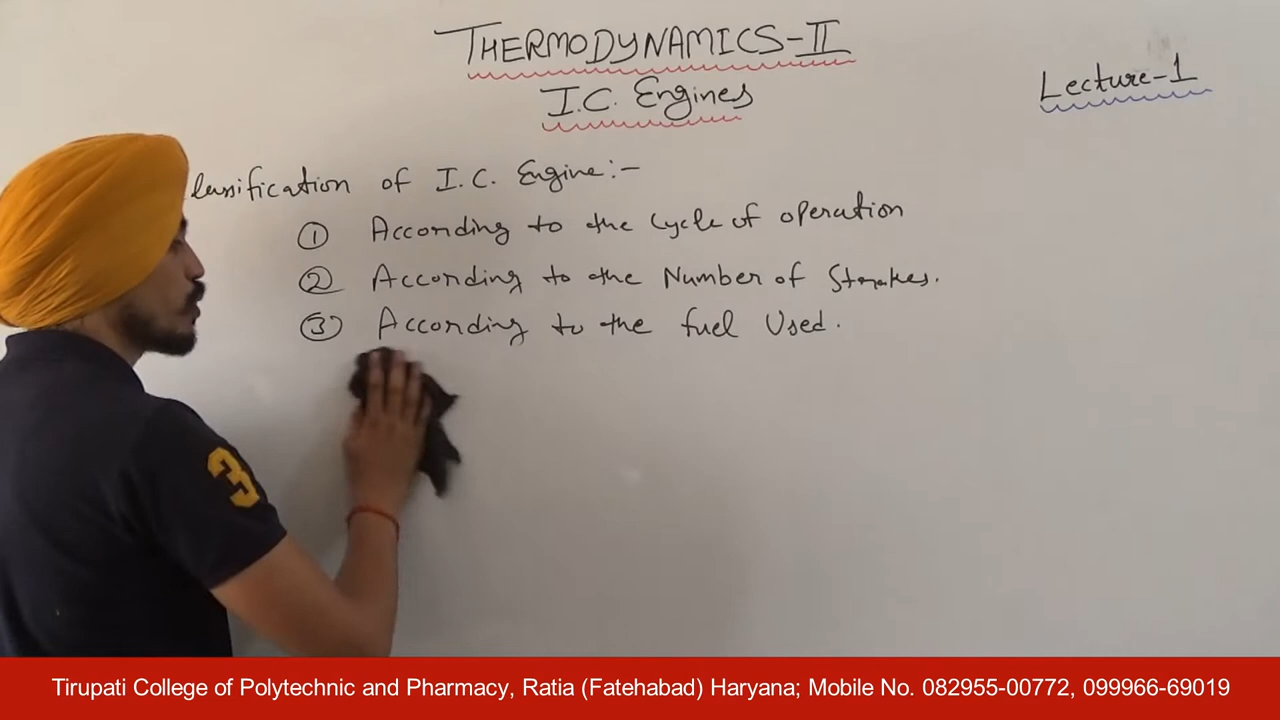 THERMODYNAMICS-II
I.C. Engines
Lecture-1
lassification of I.C. Engine:-
① According to the Cycle of operation
② According to the Number of Strokes.
③ According to the fuel Used.
3
Tirupati College of Polytechnic and Pharmacy, Ratia (Fatehabad) Haryana; Mobile No. 082955-00772, 099966-69019